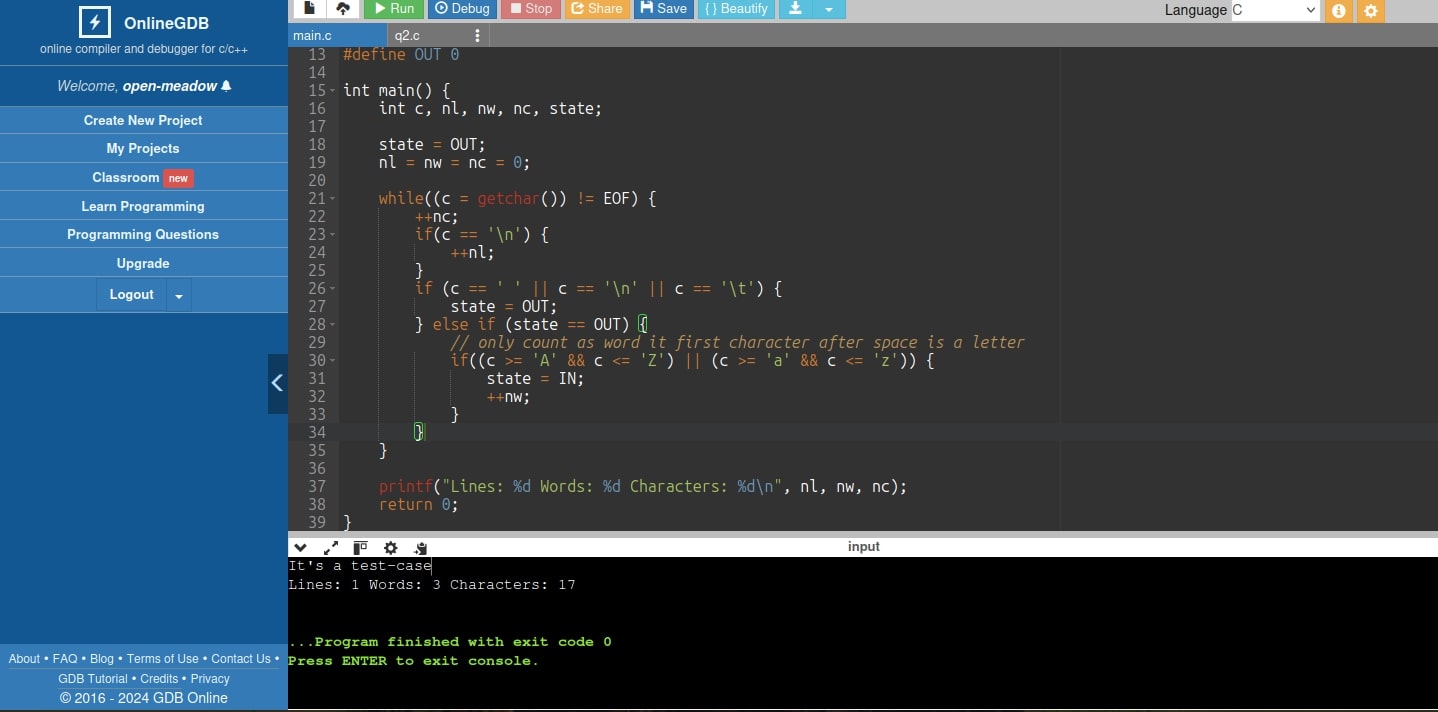 OnlineGDB
online compiler and debugger for c/c++
Welcome, open-meadow
Create New Project
My Projects
Classroom new
Learn Programming
Programming Questions
Upgrade
Logout
About • FAQ • Blog • Terms of Use • Contact Us •
GDB Tutorial • Credits • Privacy
© 2016 - 2024 GDB Online
Run Debug Stop Share Save { } Beautify Language C
main.c q2.c
13 #define OUT 0
14
15 int main() {
16     int c, nl, nw, nc, state;
17
18     state = OUT;
19     nl = nw = nc = 0;
20
21     while((c = getchar()) != EOF) {
22         ++nc;
23         if(c == '\n') {
24             ++nl;
25         }
26         if (c == ' ' || c == '\n' || c == '\t') {
27             state = OUT;
28         } else if (state == OUT) {
29             // only count as word it first character after space is a letter
30             if((c >= 'A' && c <= 'Z') || (c >= 'a' && c <= 'z')) {
31                 state = IN;
32                 ++nw;
33             }
34         }
35     }
36
37     printf("Lines: %d Words: %d Characters: %d\n", nl, nw, nc);
38     return 0;
39 }
input
It's a test-case
Lines: 1 Words: 3 Characters: 17
...Program finished with exit code 0
Press ENTER to exit console.